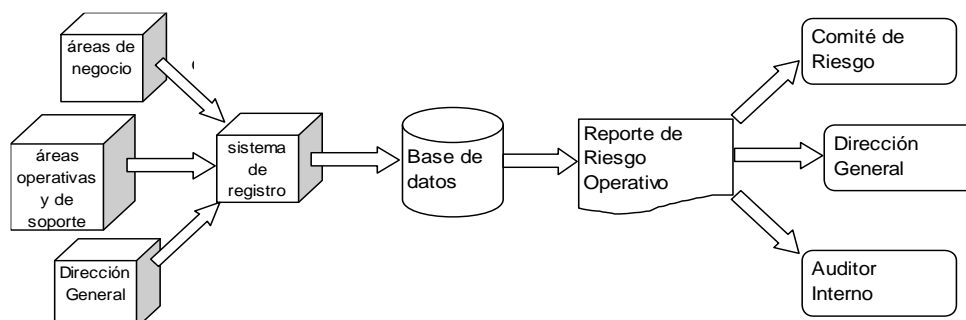 áreas de
negocio
áreas
operativas
y de
soporte
Dirección
General
sistema
de
registro
Base de
datos
Reporte de
Riesgo
Operativo
Comité de
Riesgo
Dirección
General
Auditor
Interno